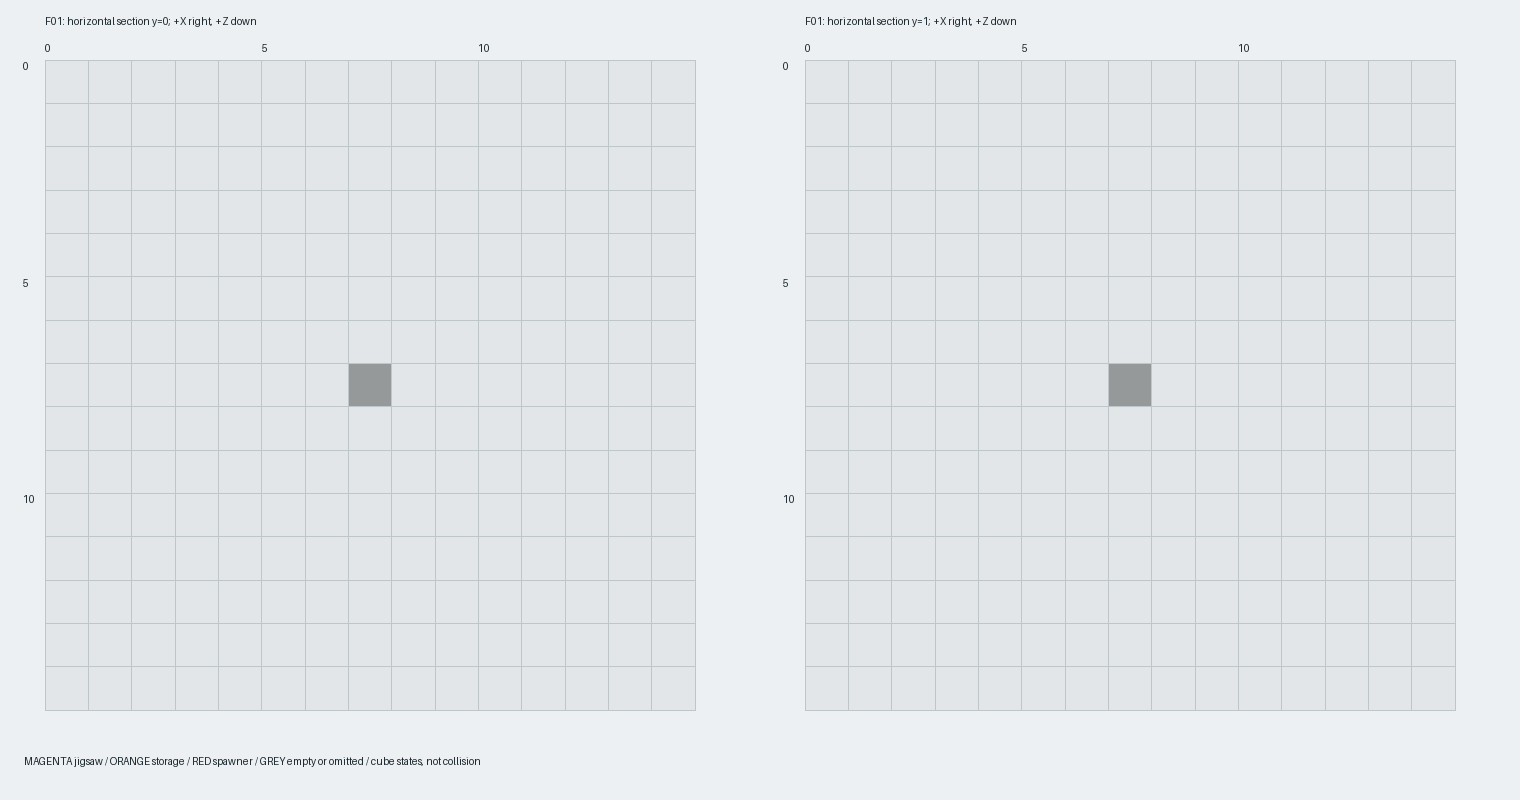 F01: horizontal section y=0; +X right, +Z down
F01: horizontal section y=1; +X right, +Z down
0 5 10
0 5 10
0
0
5
5
10
10
MAGENTA jigsaw / ORANGE storage / RED spawner / GREY empty or omitted / cube states, not collision